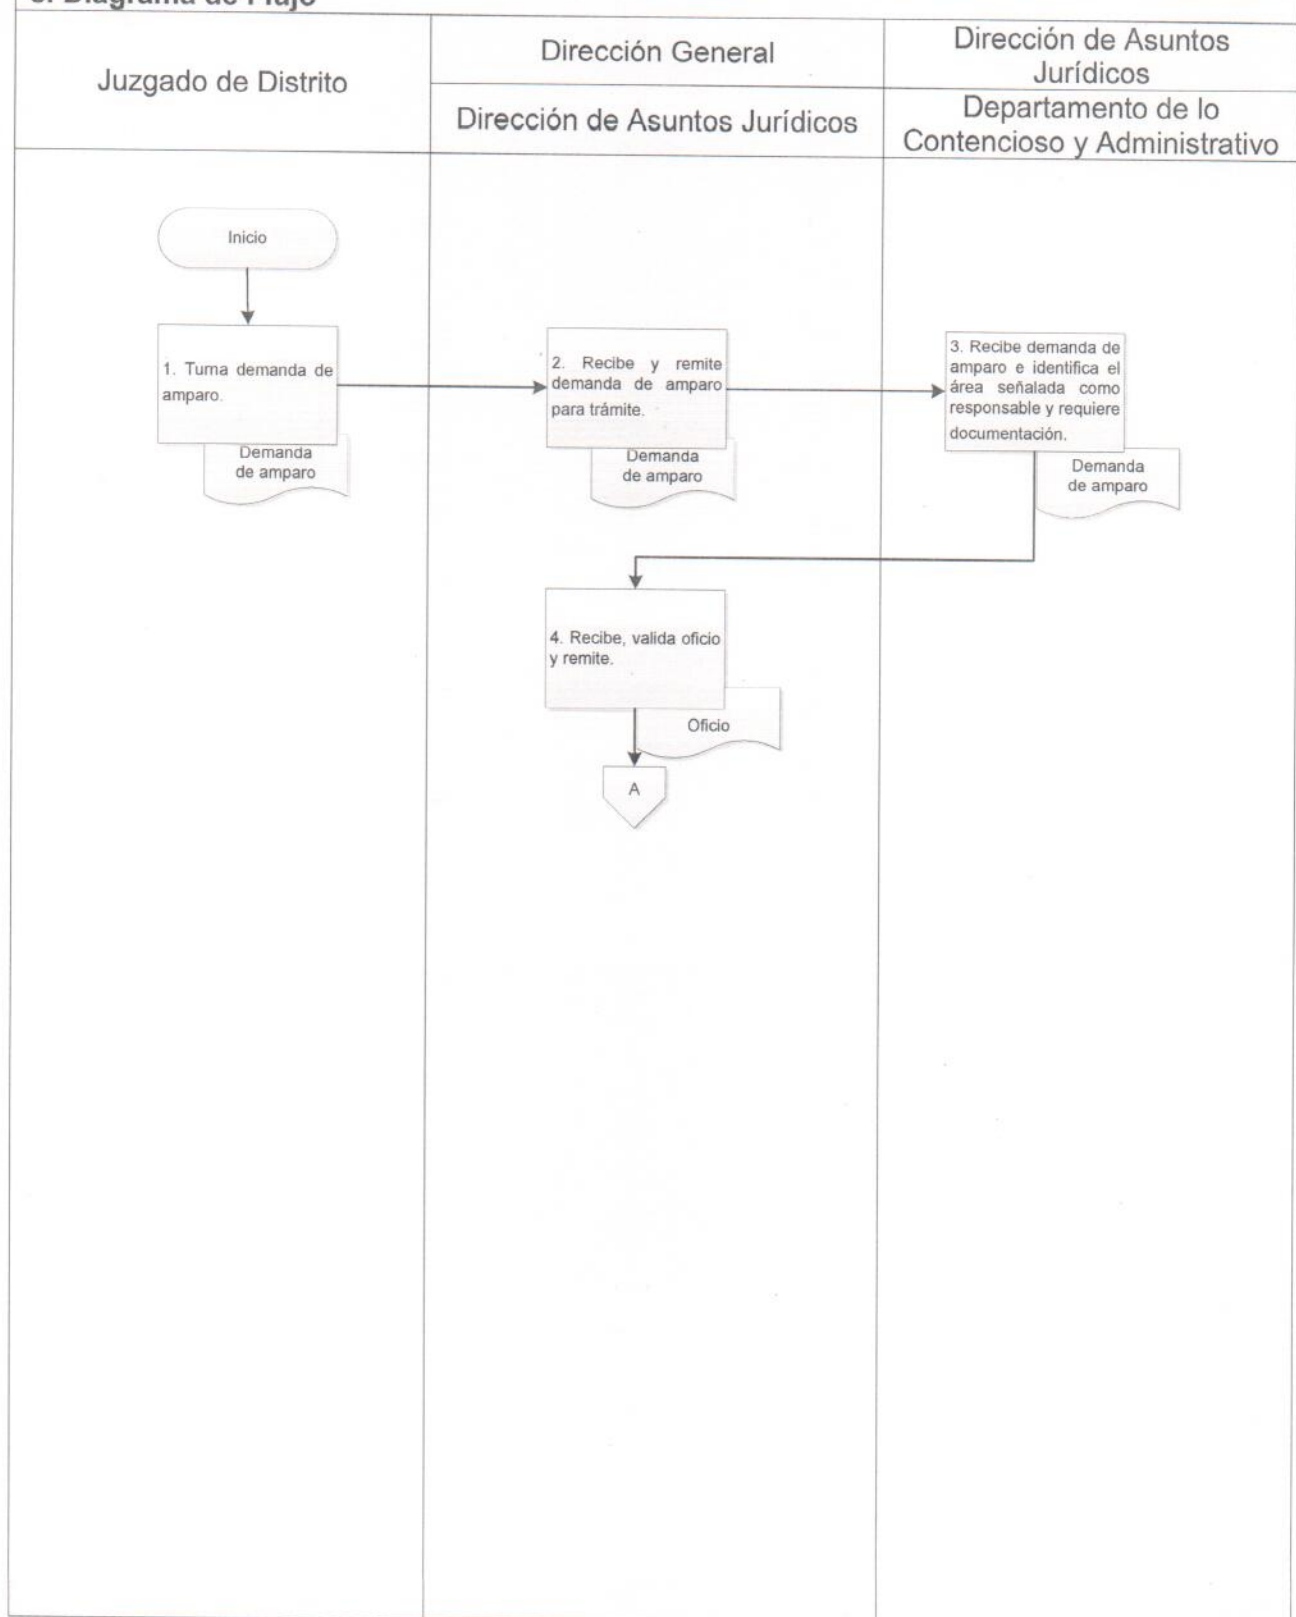 Juzgado de Distrito
Dirección General
Dirección de Asuntos Jurídicos
Dirección de Asuntos
Jurídicos
Departamento de lo
Contencioso y Administrativo
Inicio
1. Turna demanda de
amparo.
Demanda
de amparo
2. Recibe y remite
demanda de amparo
para trámite.
Demanda
de amparo
3. Recibe demanda de
amparo e identifica el
área señalada como
responsable y requiere
documentación.
Demanda
de amparo
4. Recibe, valida oficio
y remite.
Oficio
A